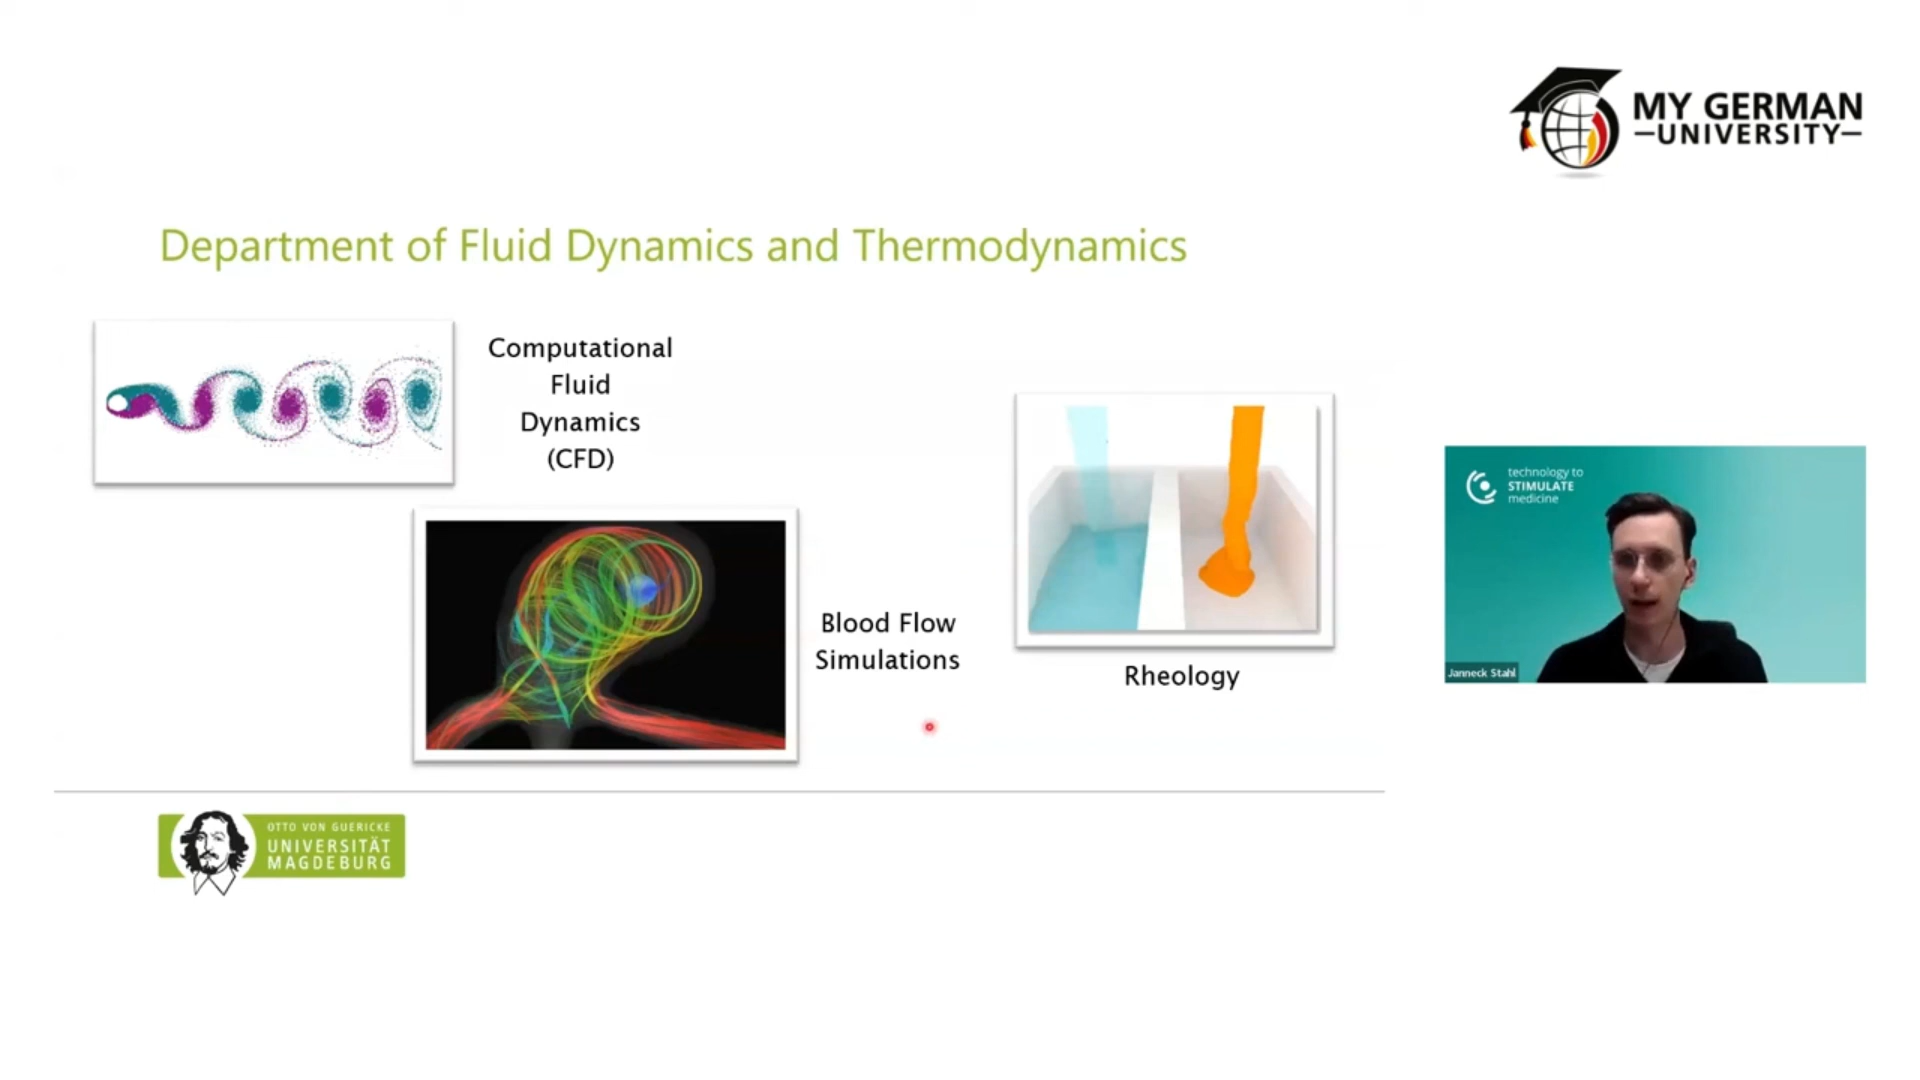 MY GERMAN
UNIVERSITY
Department of Fluid Dynamics and Thermodynamics
Computational
Fluid
Dynamics
(CFD)
Blood Flow
Simulations
Rheology
technology to
STIMULATE
medicine
Janneck Stahl
OTTO VON GUERICKE
UNIVERSITÄT
MAGDEBURG